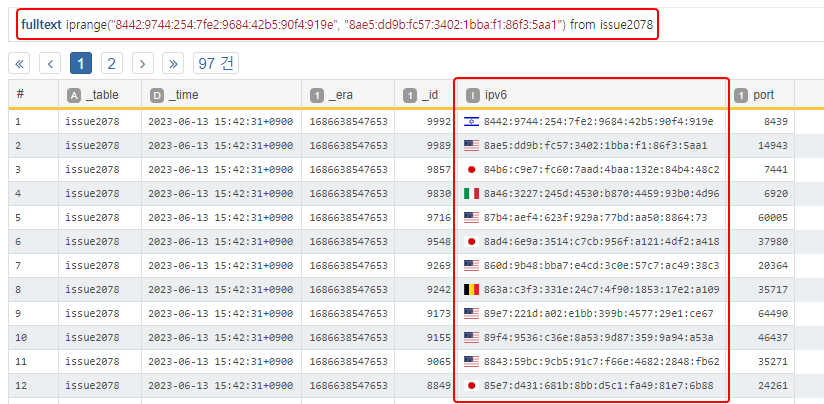 fulltext iprange("8442:9744:254:7fe2:9684:42b5:90f4:919e", "8ae5:dd9b:fc57:3402:1bba:f1:86f3:5aa1") from issue2078
« ‹ 1 2 › » 97 건
# A _table D _time 1 _era 1 _id I ipv6 1 port
1 issue2078 2023-06-13 15:42:31+0900 1686638547653 9992 8442:9744:254:7fe2:9684:42b5:90f4:919e 8439
2 issue2078 2023-06-13 15:42:31+0900 1686638547653 9989 8ae5:dd9b:fc57:3402:1bba:f1:86f3:5aa1 14943
3 issue2078 2023-06-13 15:42:31+0900 1686638547653 9857 84b6:c9e7:fc60:7aad:4baa:132e:84b4:48c2 7441
4 issue2078 2023-06-13 15:42:31+0900 1686638547653 9830 8a46:3227:245d:4530:b870:4459:93b0:4d96 6920
5 issue2078 2023-06-13 15:42:31+0900 1686638547653 9716 87b4:aef4:623f:929a:77bd:aa50:8864:73 60005
6 issue2078 2023-06-13 15:42:31+0900 1686638547653 9548 8ad4:6e9a:3514:c7cb:956f:a121:4df2:a418 37980
7 issue2078 2023-06-13 15:42:31+0900 1686638547653 9269 860d:9b48:bba7:e4cd:3c0e:57c7:ac49:38c3 20364
8 issue2078 2023-06-13 15:42:31+0900 1686638547653 9242 863a:c3f3:331e:24c7:4f90:1853:17e2:a109 35717
9 issue2078 2023-06-13 15:42:31+0900 1686638547653 9173 89e7:221d:a02:e1bb:399b:4577:29e1:ce67 64490
10 issue2078 2023-06-13 15:42:31+0900 1686638547653 9155 89f4:9536:c36e:8a53:9d87:359:9a94:a53a 46437
11 issue2078 2023-06-13 15:42:31+0900 1686638547653 9065 8843:59bc:9cb5:91c7:f66e:4682:2848:fb62 35271
12 issue2078 2023-06-13 15:42:31+0900 1686638547653 8849 85e7:d431:681b:8bb:d5c1:fa49:81e7:6b88 24261